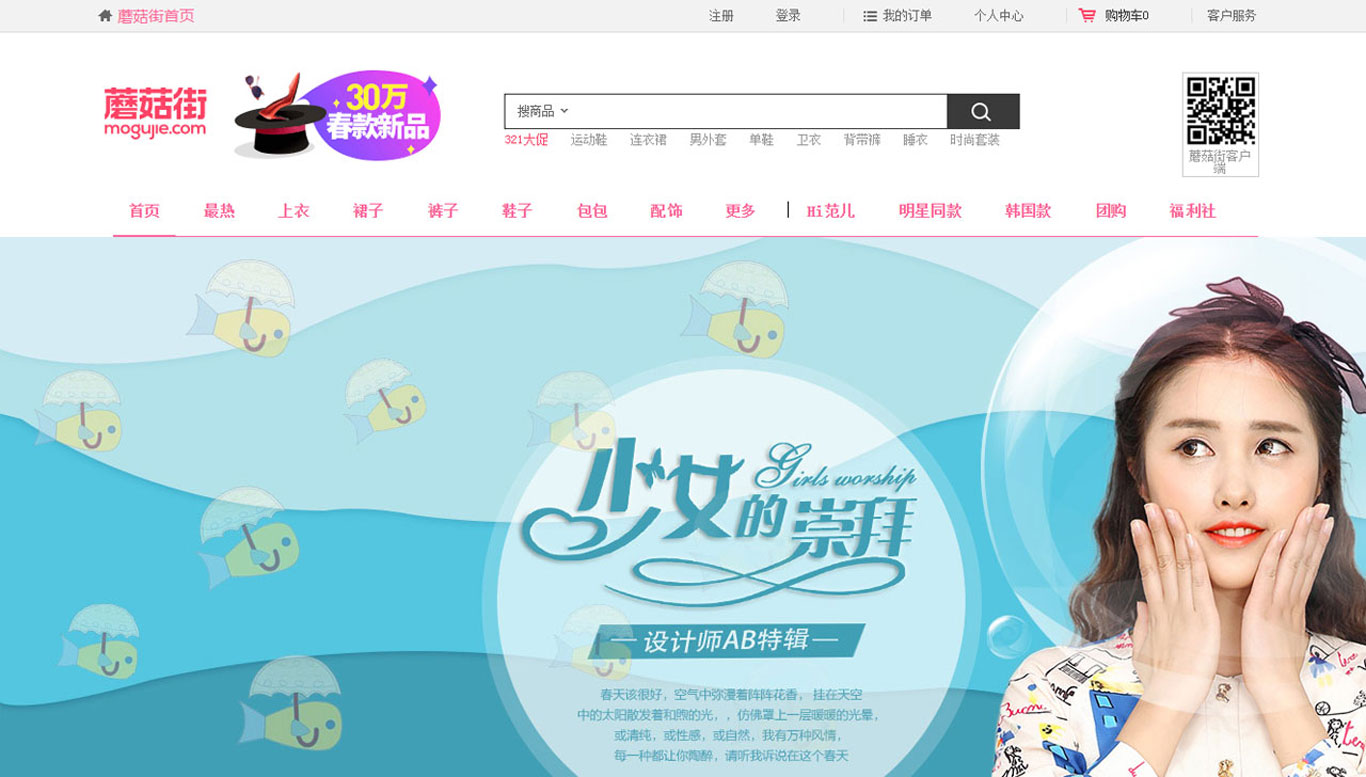 蘑菇街首页
注册 登录 我的订单 个人中心 购物车0 客户服务
蘑菇街
mogujie.com
30万
春款新品
搜商品
321大促 运动鞋 连衣裙 男外套 单鞋 卫衣 背带裤 睡衣 时尚套装
蘑菇街客户
端
首页 最热 上衣 裙子 裤子 鞋子 包包 配饰 更多 Hi范儿 明星同款 韩国款 团购 福利社
Girls worship
少女的崇拜
设计师AB特辑
春天该很好，空气中弥漫着阵阵花香， 挂在天空
中的太阳散发着和煦的光，，仿佛罩上一层暖暖的光晕，
或清纯，或性感，或自然，我有万种风情，
每一种都让你陶醉，请听我诉说在这个春天